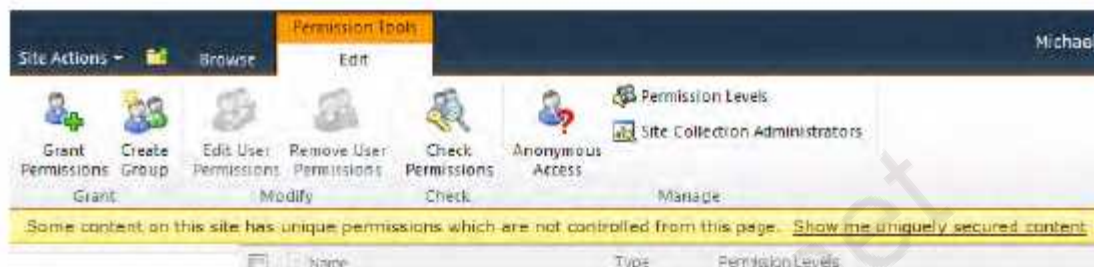 Permission Tools
Site Actions Browse Edit Michael
Grant Permissions Create Group Edit User Permissions Remove User Permissions Check Permissions Anonymous Access Permission Levels
Site Collection Administrators
Grant Modify Check Manage
Some content on this site has unique permissions which are not controlled from this page. Show me uniquely secured content
Name Type Permission Levels